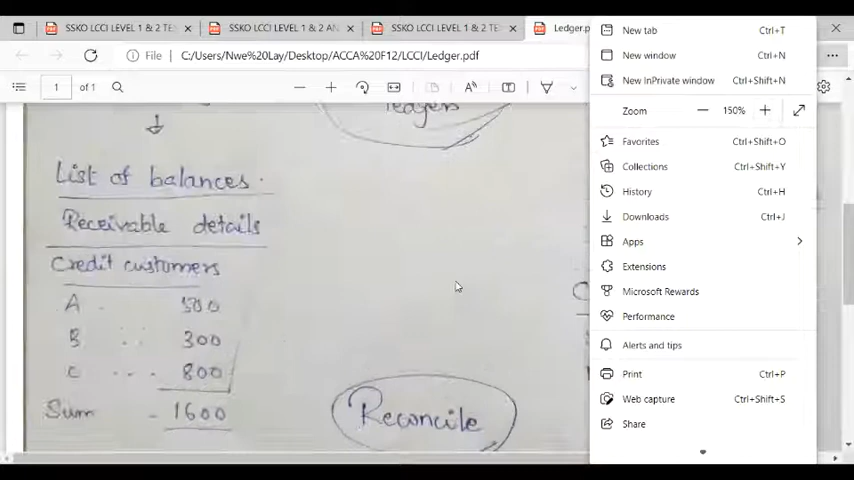 SSKO LCCI LEVEL 1 & 2 TE
SSKO LCCI LEVEL 1 & 2 AN
SSKO LCCI LEVEL 1 & 2 TE
Ledger.p
File
C:/Users/Nwe%20Lay/Desktop/ACCA%20F12/LCCI/Ledger.pdf
1 of 1
ledgers
List of balances.
Receivable details
Credit customers
A 500
B 300
C 800
Sum - 1600
Reconcile
New tab Ctrl+T
New window Ctrl+N
New InPrivate window Ctrl+Shift+N
Zoom 150%
Favorites Ctrl+Shift+O
Collections Ctrl+Shift+Y
History Ctrl+H
Downloads Ctrl+J
Apps
Extensions
Microsoft Rewards
Performance
Alerts and tips
Print Ctrl+P
Web capture Ctrl+Shift+S
Share